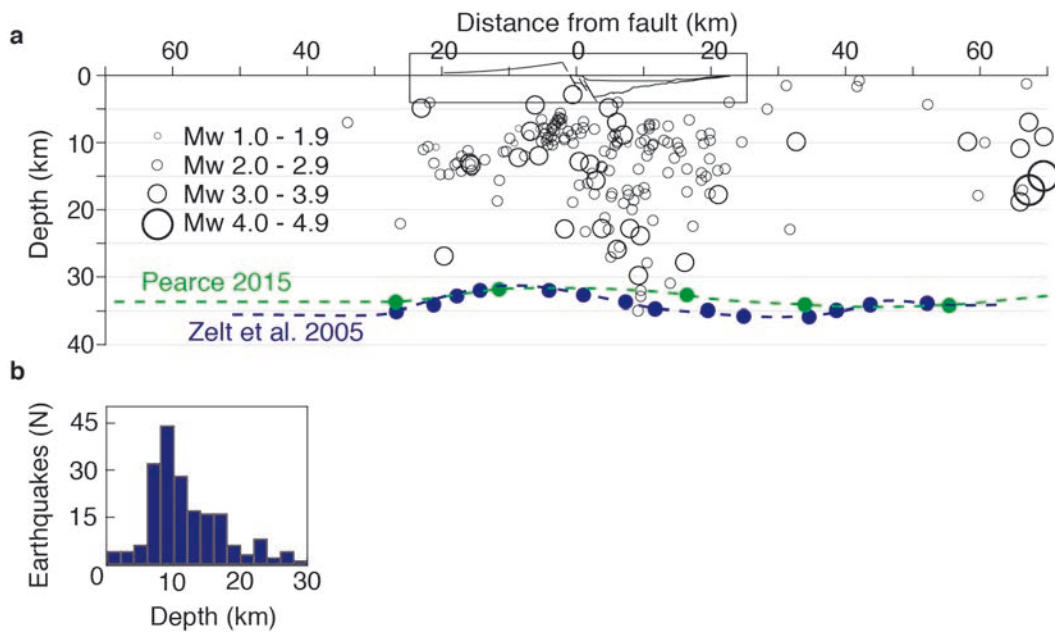 a
Distance from fault (km)
60 20 0 20 40 60
0
10
20
30
40
Depth (km)
Mw 1.0 - 1.9
Mw 2.0 - 2.9
Mw 3.0 - 3.9
Mw 4.0 - 4.9
Pearce 2015
Zelt et al. 2005
b
45
30
15
Earthquakes (N)
0 10 20 30
Depth (km)